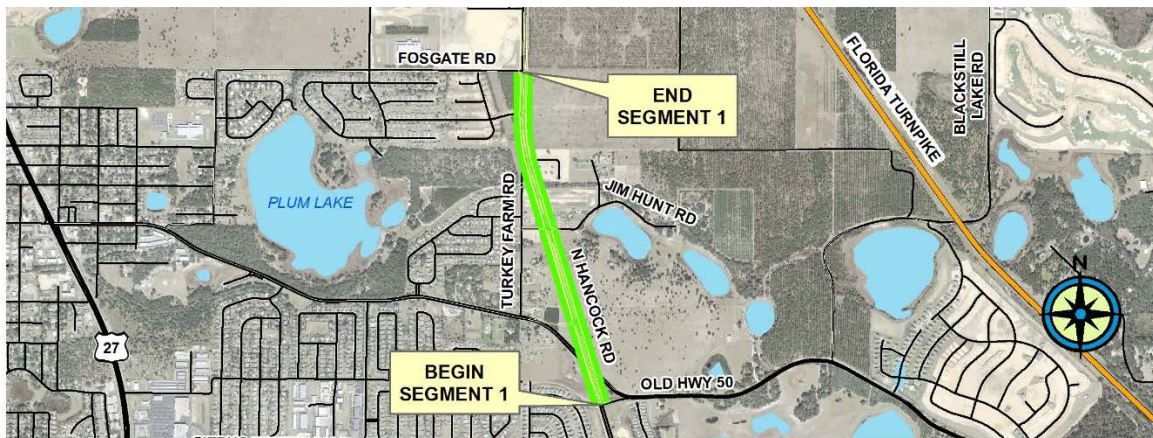 FOSGATE RD
END
SEGMENT 1
FLORIDA TURNPIKE
BLACKSTILL
LAKE RD
PLUM LAKE
TURKEY FARM RD
JIM HUNT RD
N HANCOCK RD
N
27
BEGIN
SEGMENT 1
OLD HWY 50